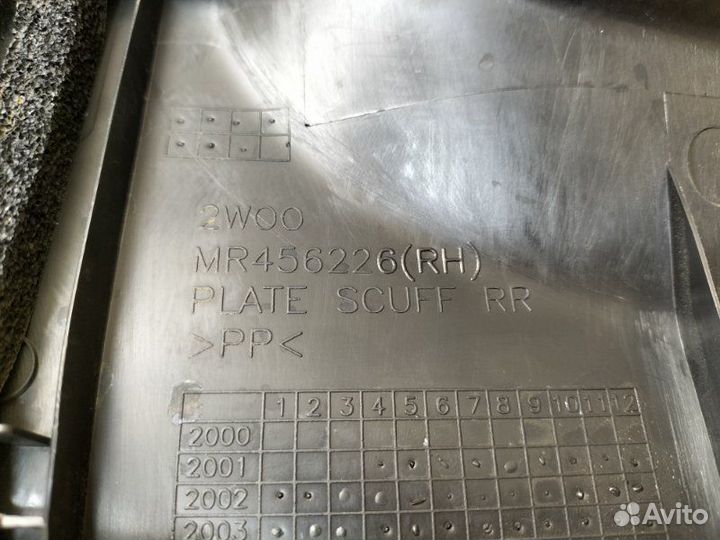 2W00
MR456226(RH)
PLATE SCUFF RR
>PP<
1 2 3 4 5 6 7 8 9 10 11 12
2000
2001
2002
2003
Avito